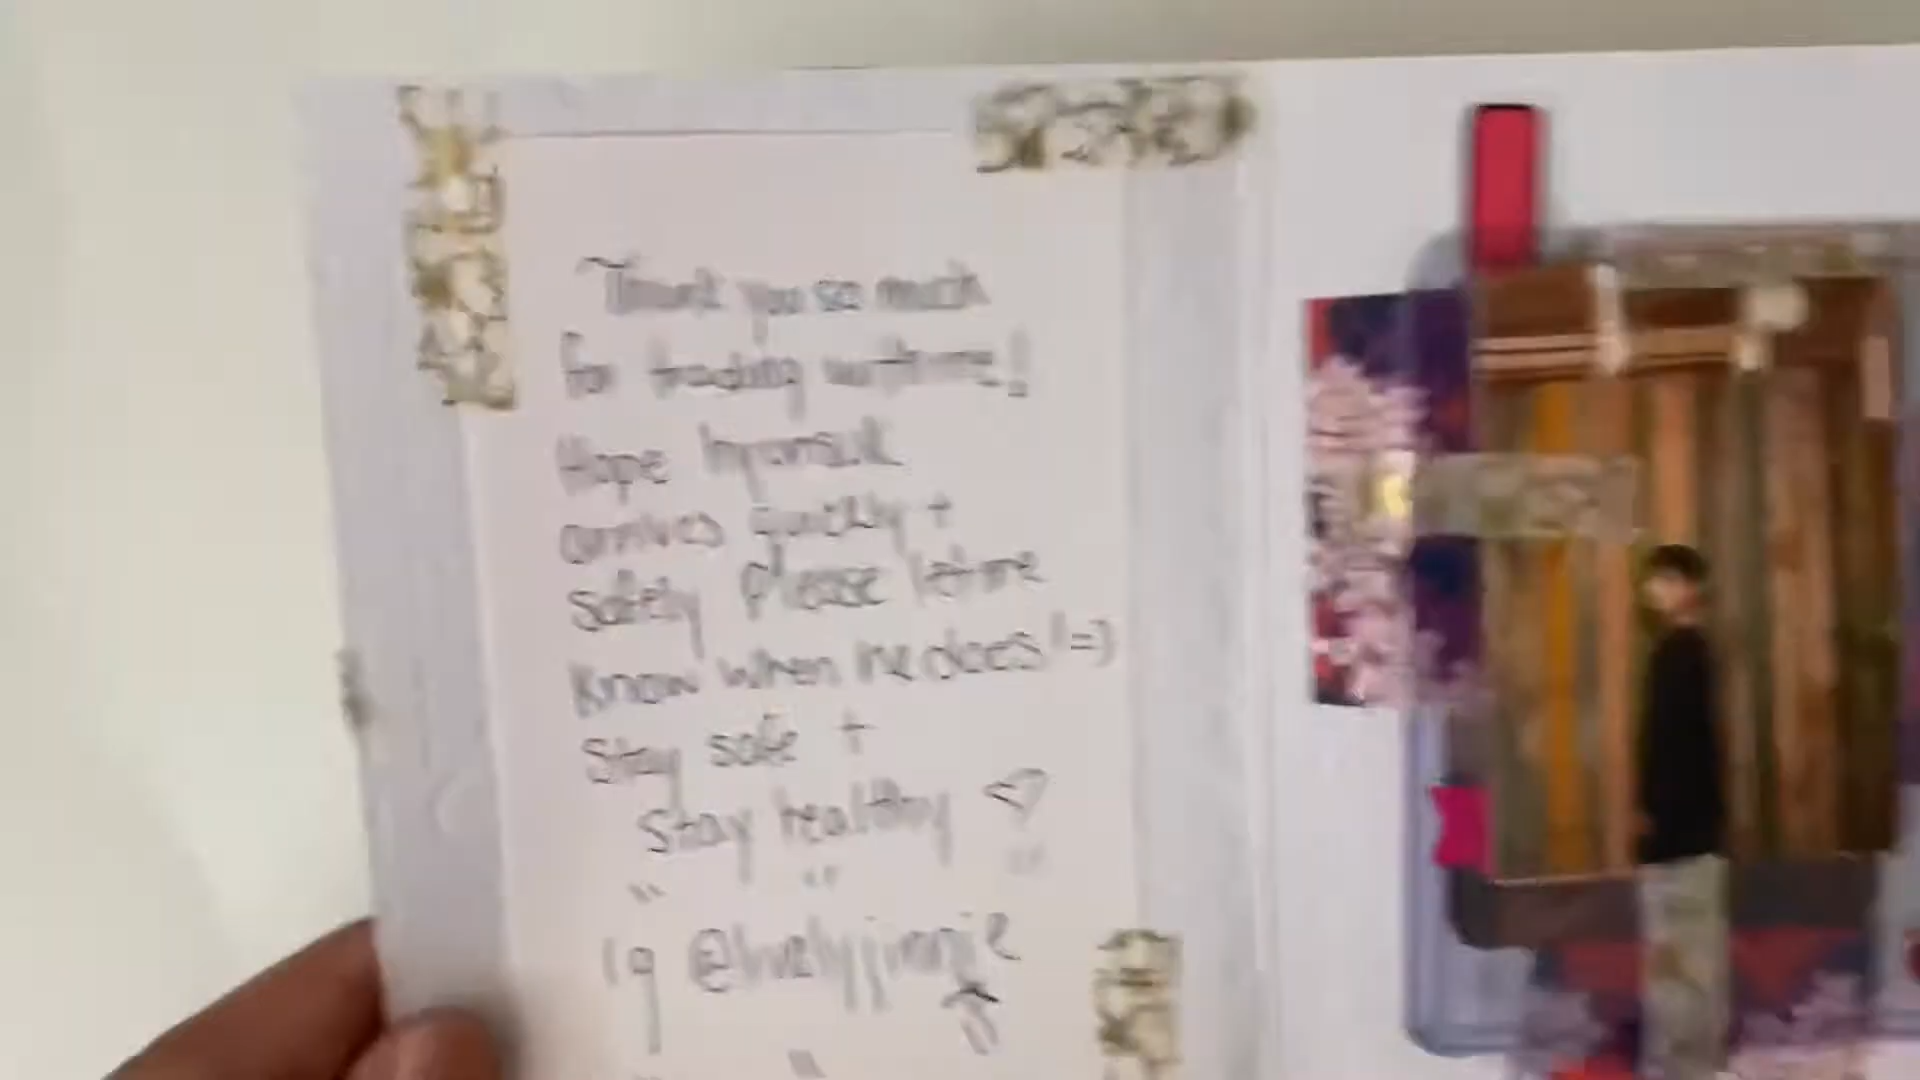 Thank you so much
for trading with me!
Hope hyunsuk
arrives quickly +
safely please let me
know when he does! =)
Stay safe +
Stay healthy ♡
ig